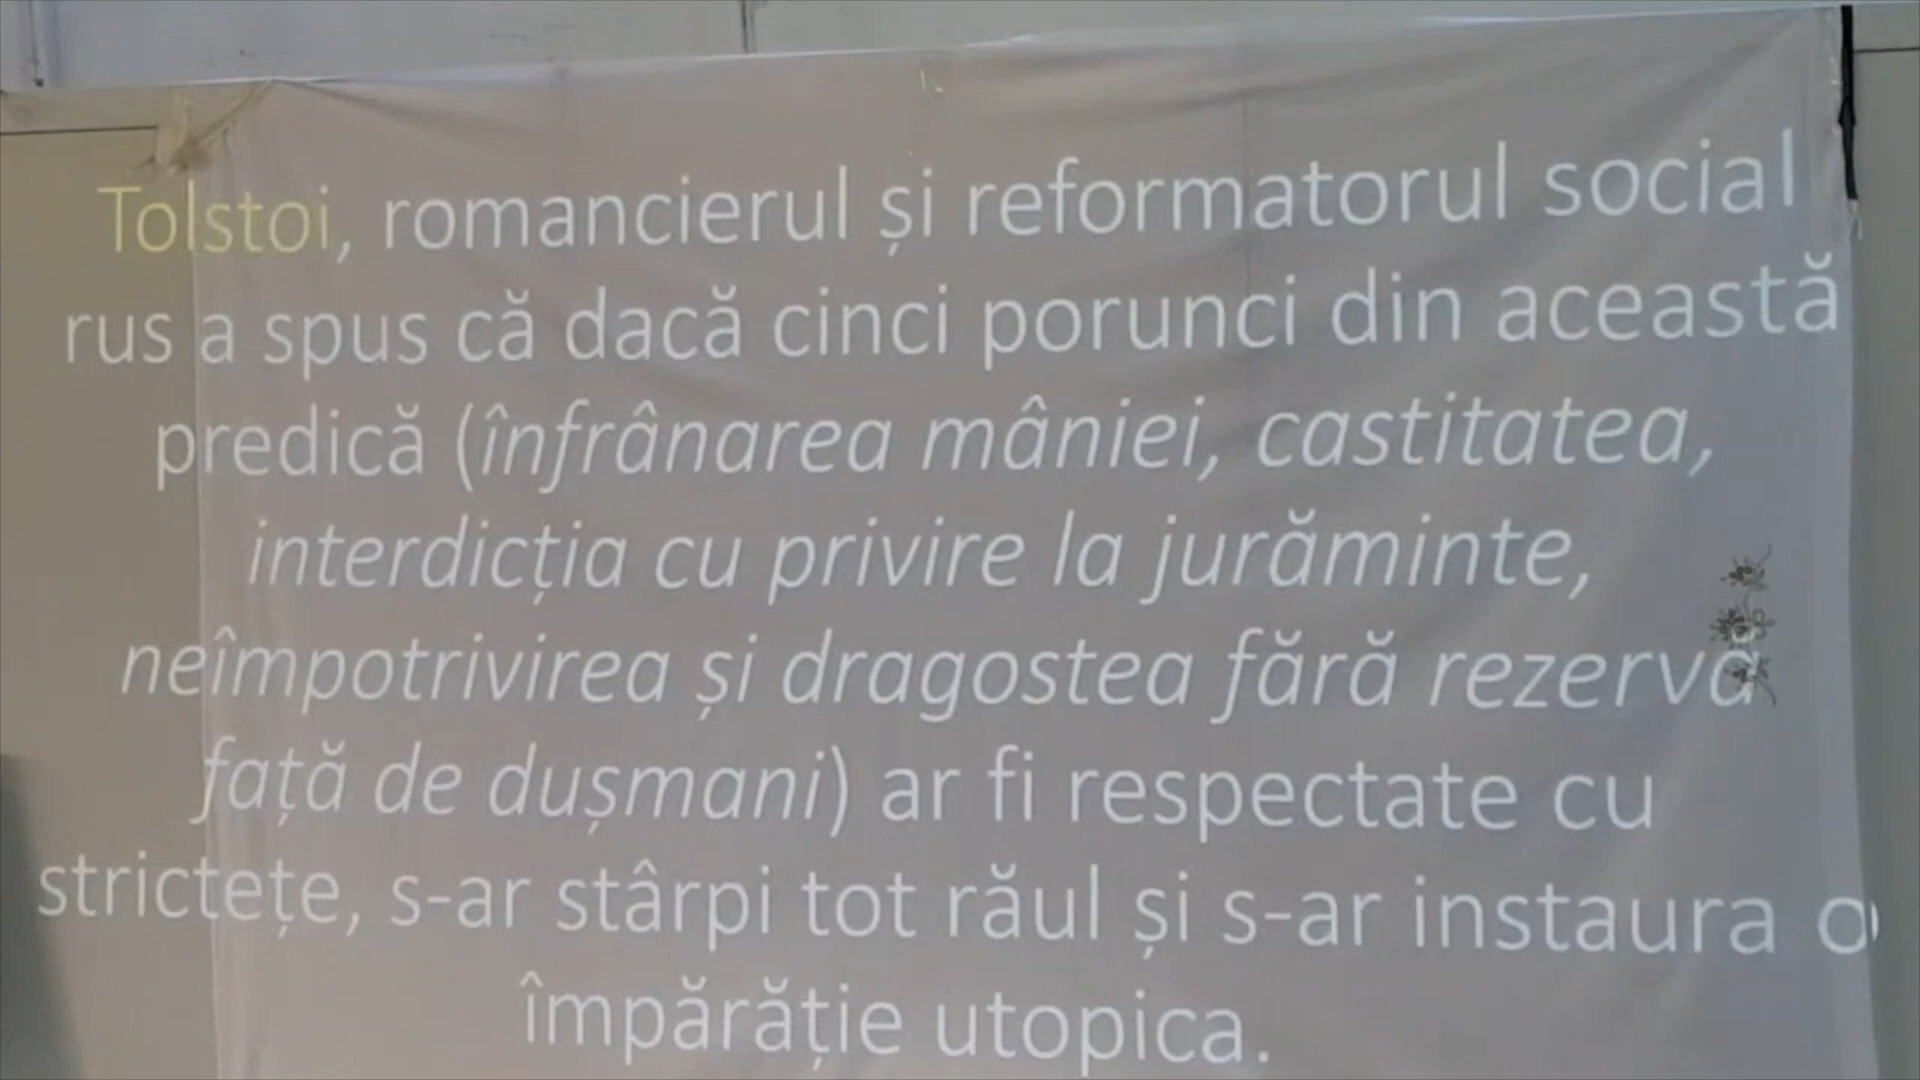 Tolstoi, romancierul și reformatorul social
rus a spus că dacă cinci porunci din această
predică (înfrânarea mâniei, castitatea,
interdicția cu privire la jurăminte,
neîmpotrivirea și dragostea fără rezervă
față de dușmani) ar fi respectate cu
strictețe, s-ar stârpi tot răul și s-ar instaura o
împărăție utopica.